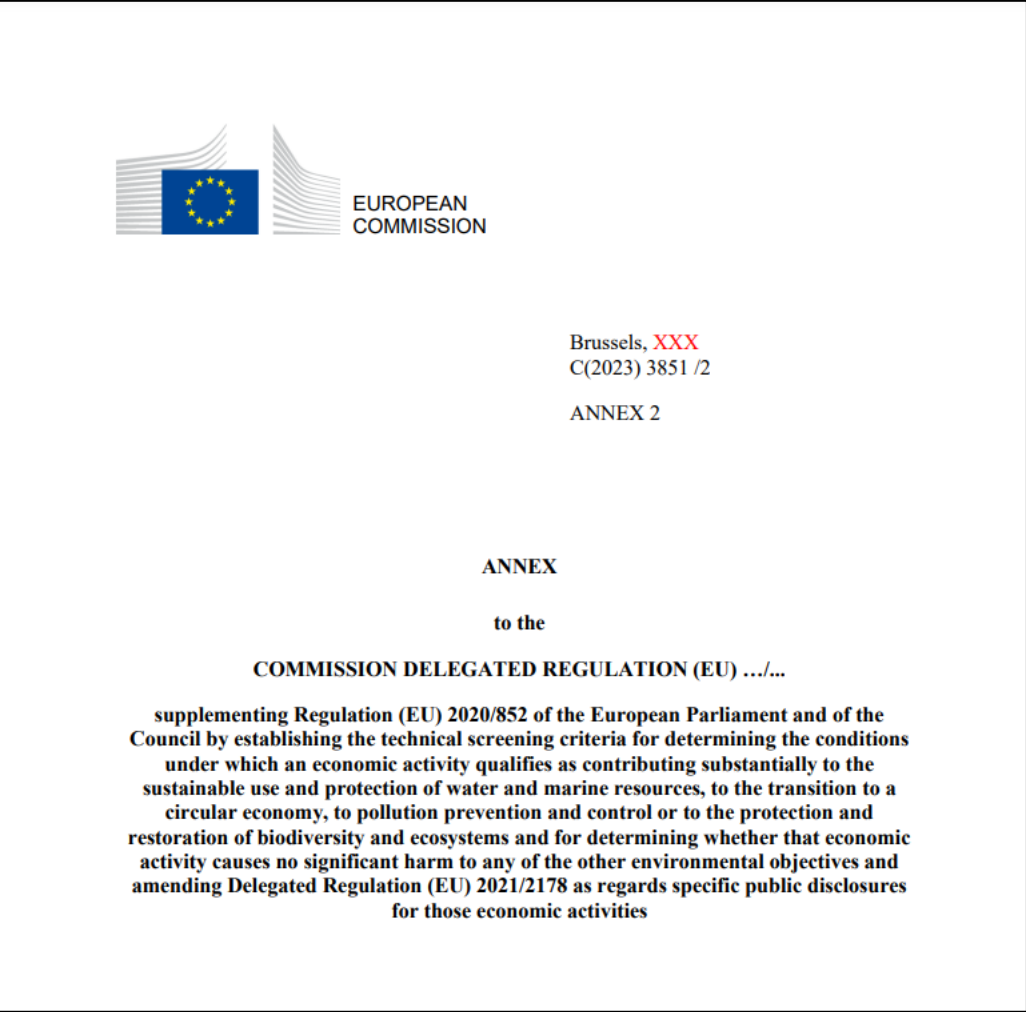 EUROPEAN
COMMISSION
Brussels, XXX
C(2023) 3851 /2
ANNEX 2
ANNEX
to the
COMMISSION DELEGATED REGULATION (EU) …/...
supplementing Regulation (EU) 2020/852 of the European Parliament and of the
Council by establishing the technical screening criteria for determining the conditions
under which an economic activity qualifies as contributing substantially to the
sustainable use and protection of water and marine resources, to the transition to a
circular economy, to pollution prevention and control or to the protection and
restoration of biodiversity and ecosystems and for determining whether that economic
activity causes no significant harm to any of the other environmental objectives and
amending Delegated Regulation (EU) 2021/2178 as regards specific public disclosures
for those economic activities